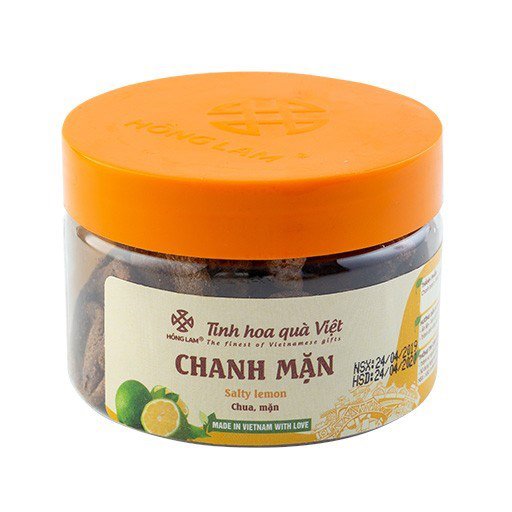 HỒNG LAM®
HỒNG LAM®
Tinh hoa quà Việt
The finest of Vietnamese gifts
CHANH MẶN
Salty lemon
Chua, mặn
MADE IN VIETNAM WITH LOVE
NSX:24/04/2019
HSD:24/04/202